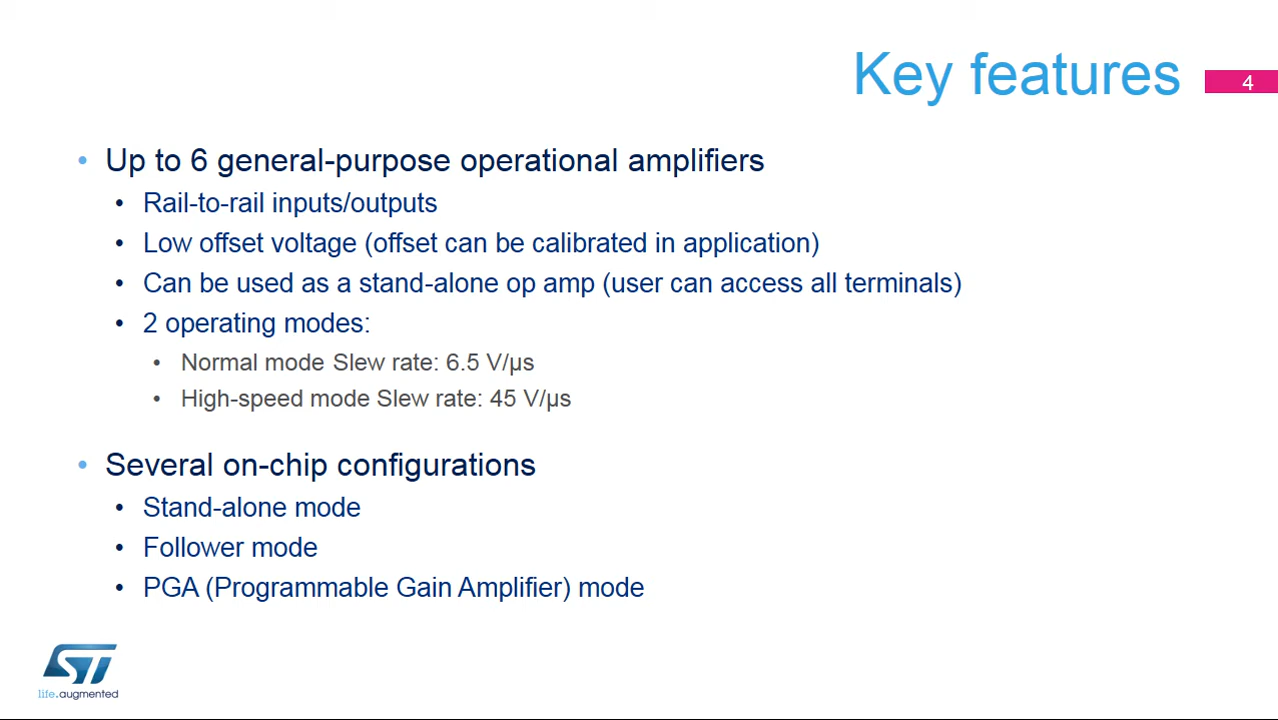 Key features
4
• Up to 6 general-purpose operational amplifiers
• Rail-to-rail inputs/outputs
• Low offset voltage (offset can be calibrated in application)
• Can be used as a stand-alone op amp (user can access all terminals)
• 2 operating modes:
• Normal mode Slew rate: 6.5 V/µs
• High-speed mode Slew rate: 45 V/µs
• Several on-chip configurations
• Stand-alone mode
• Follower mode
• PGA (Programmable Gain Amplifier) mode
ST
life.augmented